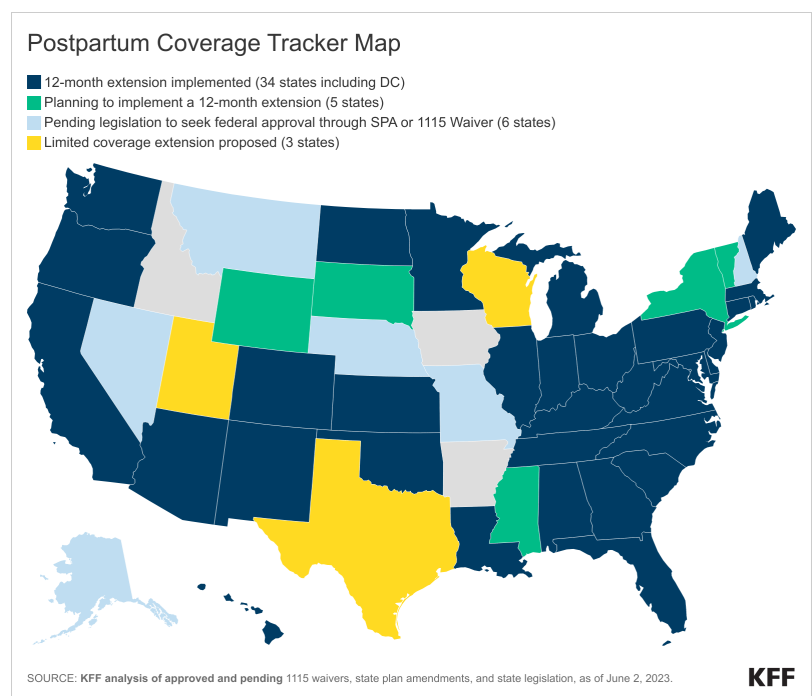 Postpartum Coverage Tracker Map
12-month extension implemented (34 states including DC)
Planning to implement a 12-month extension (5 states)
Pending legislation to seek federal approval through SPA or 1115 Waiver (6 states)
Limited coverage extension proposed (3 states)
SOURCE: KFF analysis of approved and pending 1115 waivers, state plan amendments, and state legislation, as of June 2, 2023.
KFF